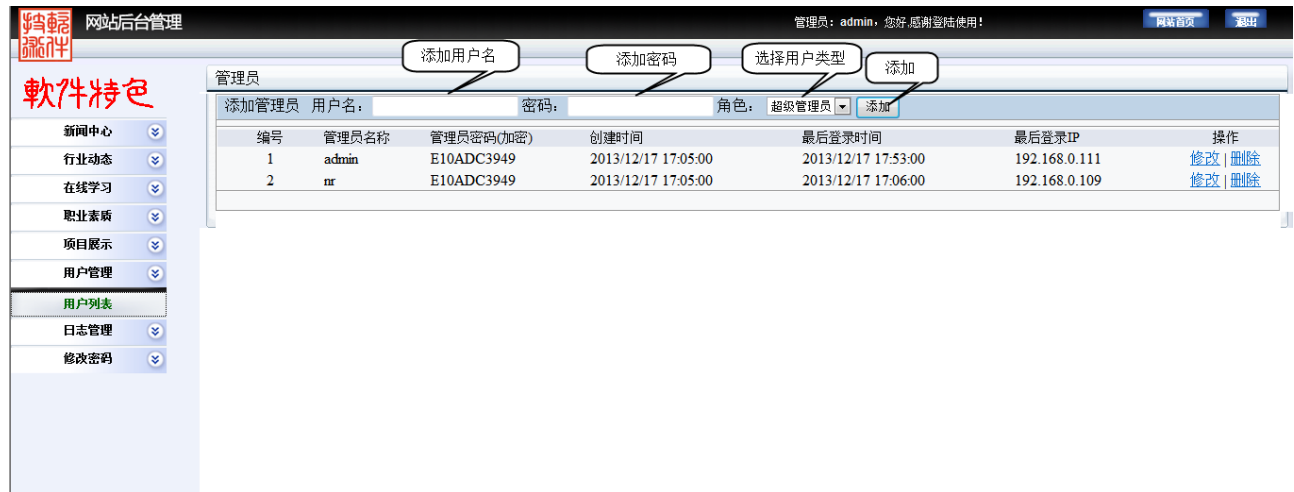 軟件特色
网站后台管理
管理员：admin，您好,感谢登陆使用！
网站首页
退出
軟件特色
添加用户名
添加密码
选择用户类型
添加
管理员
添加管理员 用户名： 密码： 角色： 超级管理员 添加
编号 管理员名称 管理员密码(加密) 创建时间 最后登录时间 最后登录IP 操作
1 admin E10ADC3949 2013/12/17 17:05:00 2013/12/17 17:53:00 192.168.0.111 修改 | 删除
2 nr E10ADC3949 2013/12/17 17:05:00 2013/12/17 17:06:00 192.168.0.109 修改 | 删除
新闻中心
行业动态
在线学习
职业素质
项目展示
用户管理
用户列表
日志管理
修改密码